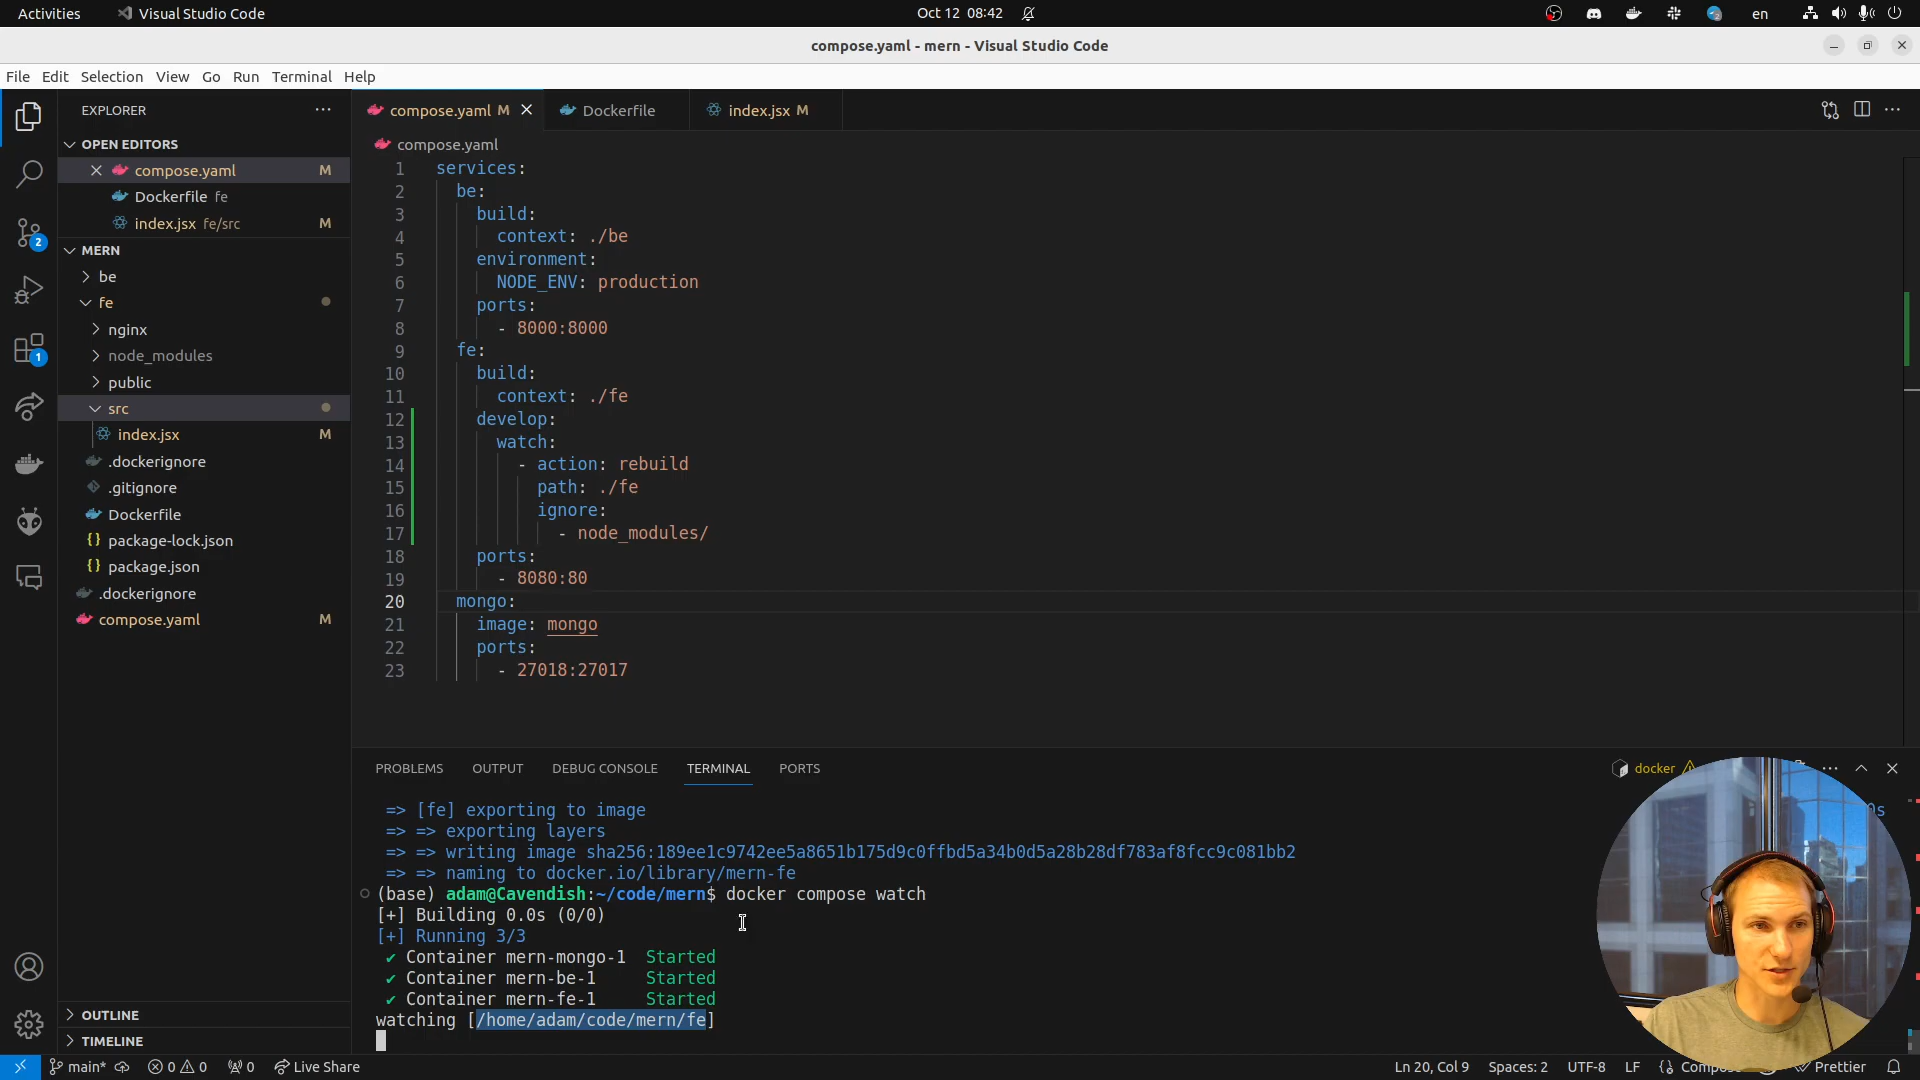 Activities
Visual Studio Code
Oct 12 08:42
en
compose.yaml - mern - Visual Studio Code
File Edit Selection View Go Run Terminal Help
EXPLORER
compose.yaml M
Dockerfile
index.jsx M
OPEN EDITORS
compose.yaml M
Dockerfile fe
index.jsx fe/src M
MERN
be
fe
nginx
node_modules
public
src
index.jsx M
.dockerignore
.gitignore
Dockerfile
package-lock.json
package.json
.dockerignore
compose.yaml M
OUTLINE
TIMELINE
2
1
compose.yaml
1 services:
2 be:
3 build:
4 context: ./be
5 environment:
6 NODE_ENV: production
7 ports:
8 - 8000:8000
9 fe:
10 build:
11 context: ./fe
12 develop:
13 watch:
14 - action: rebuild
15 path: ./fe
16 ignore:
17 - node_modules/
18 ports:
19 - 8080:80
20 mongo:
21 image: mongo
22 ports:
23 - 27018:27017
PROBLEMS OUTPUT DEBUG CONSOLE TERMINAL PORTS
docker
=> [fe] exporting to image
=> => exporting layers
=> => writing image sha256:189ee1c9742ee5a8651b175d9c0ffbd5a34b0d5a28b28df783af8fcc9c081bb2
=> => naming to docker.io/library/mern-fe
(base) adam@Cavendish:~/code/mern$ docker compose watch
[+] Building 0.0s (0/0)
[+] Running 3/3
✔ Container mern-mongo-1 Started
✔ Container mern-be-1 Started
✔ Container mern-fe-1 Started
watching [/home/adam/code/mern/fe]
main* 0 0 0 Live Share
Ln 20, Col 9 Spaces: 2 UTF-8 LF Prettier